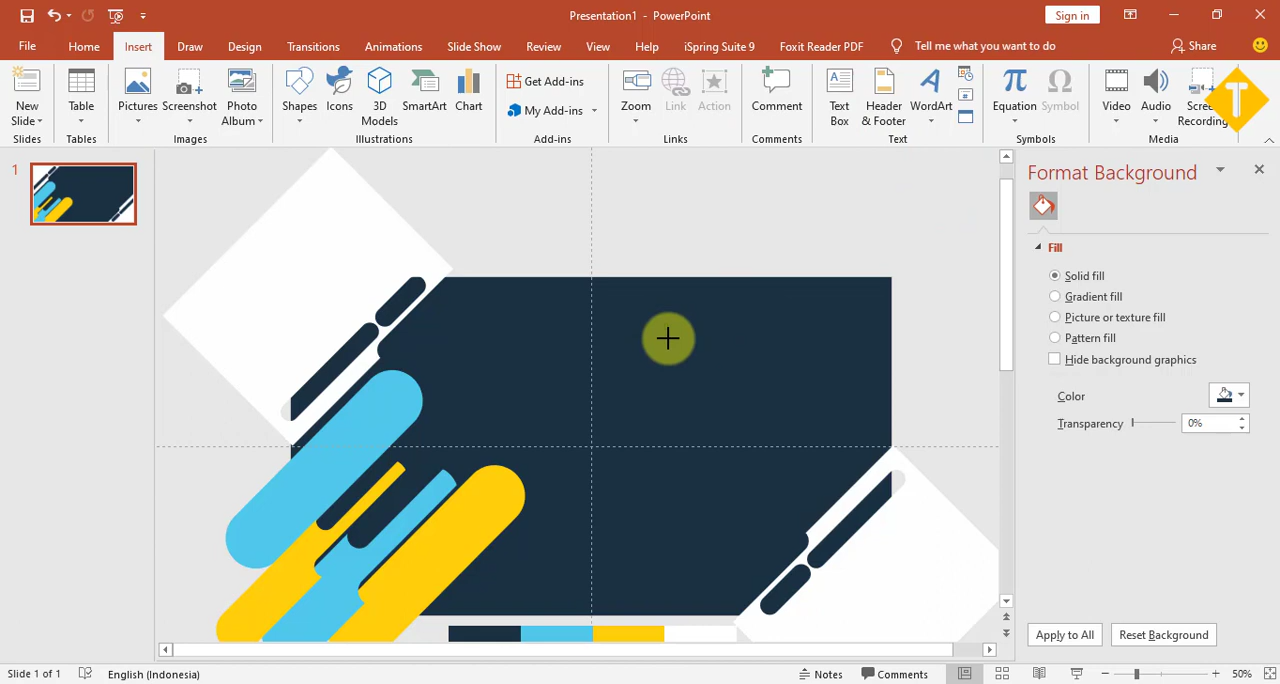 Presentation1 - PowerPoint
Sign in
File Home Insert Draw Design Transitions Animations Slide Show Review View Help iSpring Suite 9 Foxit Reader PDF Tell me what you want to do Share
New Slide
Table
Pictures
Screenshot
Photo Album
Shapes
Icons
3D Models
SmartArt
Chart
Get Add-ins
My Add-ins
Zoom
Link
Action
Comment
Text Box
Header & Footer
WordArt
Equation
Symbol
Video
Audio
Screen Recording
Slides Tables Images Illustrations Add-ins Links Comments Text Symbols Media
1
Format Background
Fill
Solid fill
Gradient fill
Picture or texture fill
Pattern fill
Hide background graphics
Color
Transparency 0%
Apply to All Reset Background
Slide 1 of 1 English (Indonesia) Notes Comments 50%